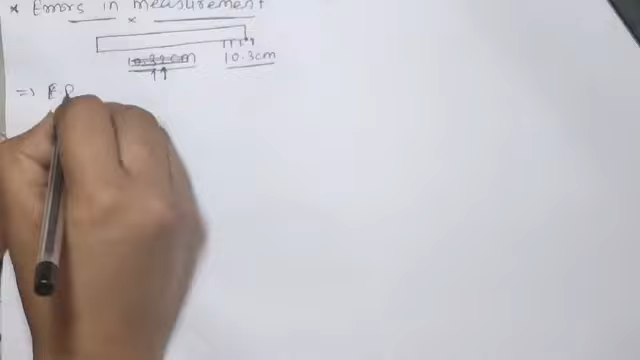 * Errors in measurement
10.3cm
=> E